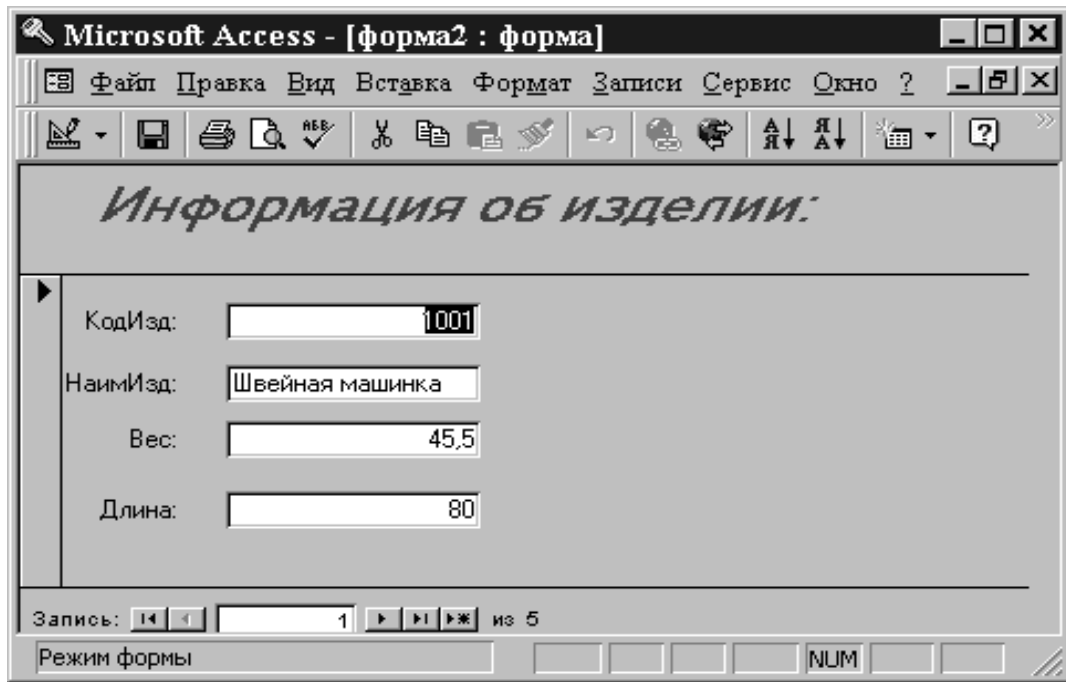 Microsoft Access - [форма2 : форма]
Файл Правка Вид Вставка Формат Записи Сервис Окно ?
Информация об изделии:
КодИзд: 1001
НаимИзд: Швейная машинка
Вес: 45,5
Длина: 80
Запись: 1 из 5
Режим формы NUM